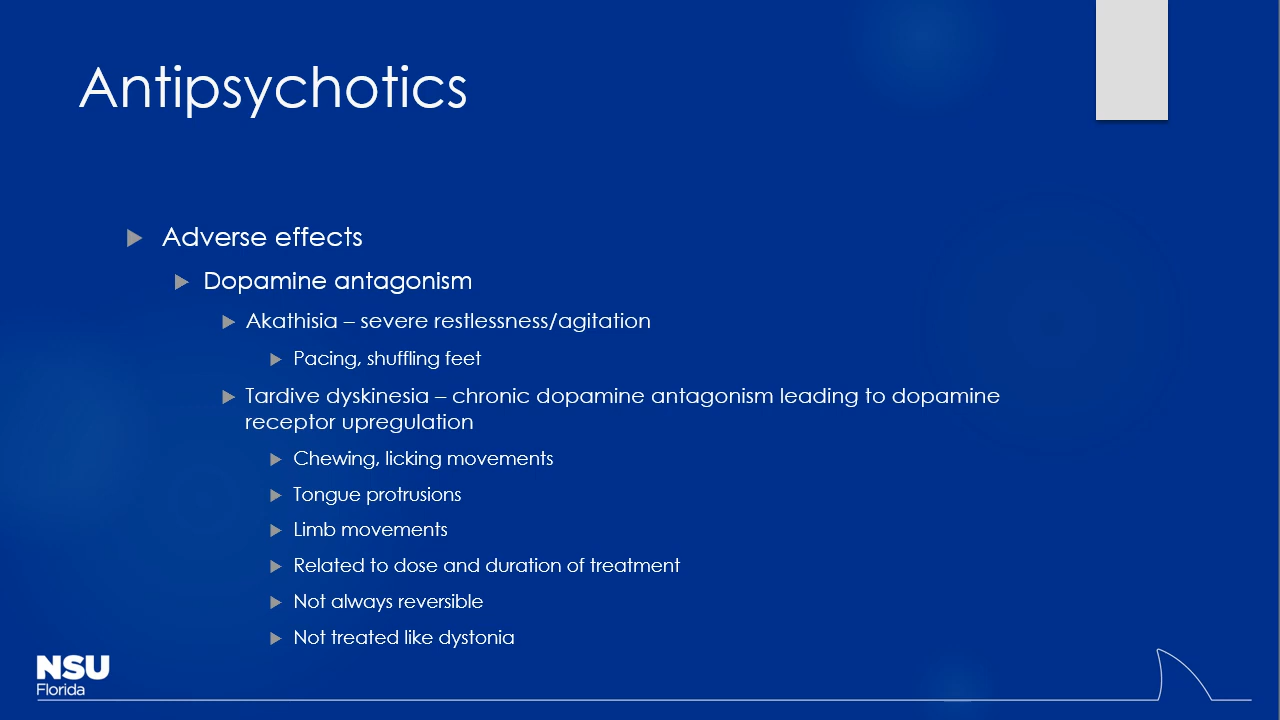 Antipsychotics
Adverse effects
Dopamine antagonism
Akathisia – severe restlessness/agitation
Pacing, shuffling feet
Tardive dyskinesia – chronic dopamine antagonism leading to dopamine
receptor upregulation
Chewing, licking movements
Tongue protrusions
Limb movements
Related to dose and duration of treatment
Not always reversible
Not treated like dystonia
NSU
Florida